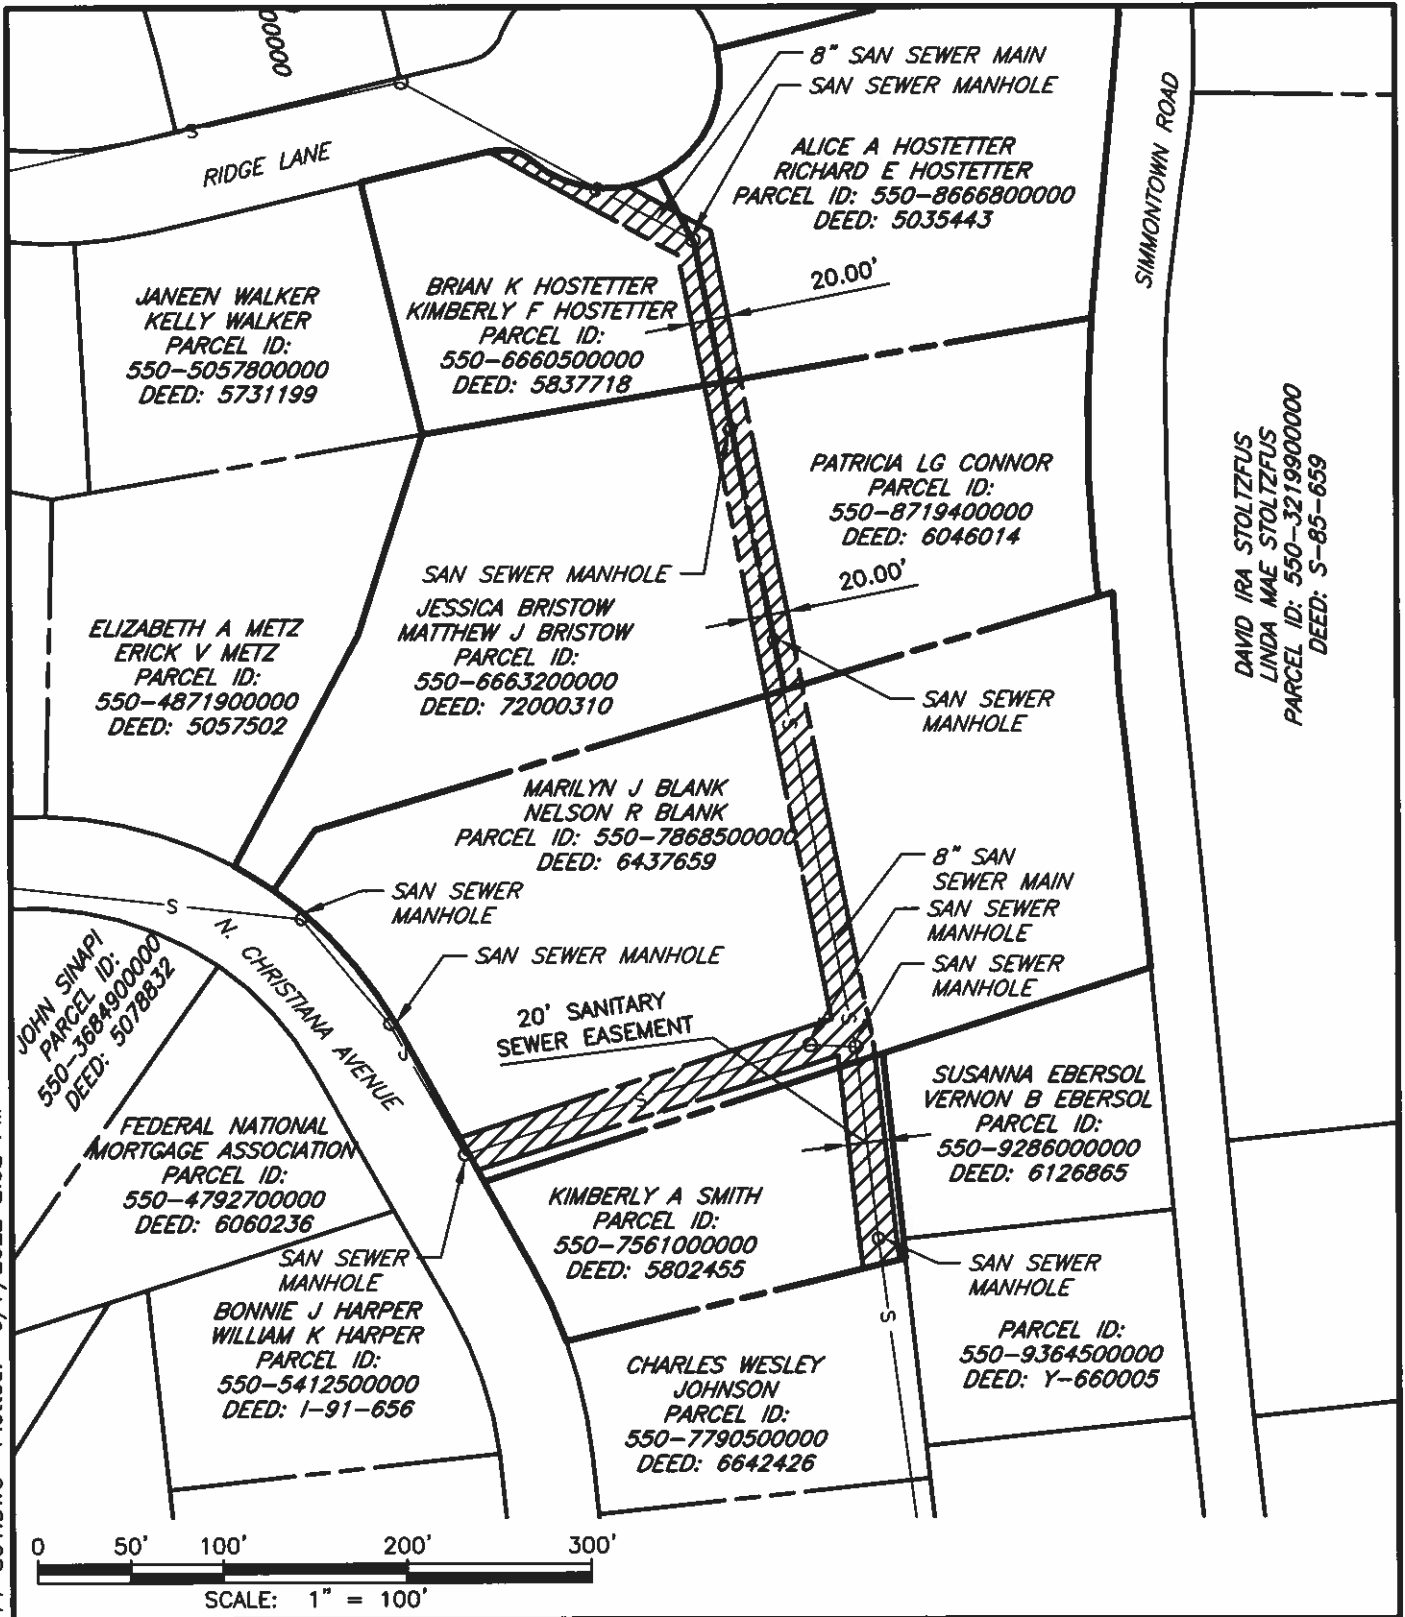 00000
8" SAN SEWER MAIN
SAN SEWER MANHOLE
S
RIDGE LANE
ALICE A HOSTETTER
RICHARD E HOSTETTER
PARCEL ID: 550-8666800000
DEED: 5035443
SIMMONTOWN ROAD
20.00'
JANEEN WALKER
KELLY WALKER
PARCEL ID:
550-5057800000
DEED: 5731199
BRIAN K HOSTETTER
KIMBERLY F HOSTETTER
PARCEL ID:
550-6660500000
DEED: 5837718
DAVID IRA STOLTZFUS
LINDA MAE STOLTZFUS
PARCEL ID: 550-3219900000
DEED: S-85-659
PATRICIA LG CONNOR
PARCEL ID:
550-8719400000
DEED: 6046014
SAN SEWER MANHOLE
20.00'
JESSICA BRISTOW
MATTHEW J BRISTOW
PARCEL ID:
550-6663200000
DEED: 72000310
ELIZABETH A METZ
ERICK V METZ
PARCEL ID:
550-4871900000
DEED: 5057502
SAN SEWER
MANHOLE
S
MARILYN J BLANK
NELSON R BLANK
PARCEL ID: 550-7868500000
DEED: 6437659
8" SAN
SEWER MAIN
SAN SEWER
MANHOLE
SAN SEWER
MANHOLE
SAN SEWER
MANHOLE
S
N. CHRISTIANA AVENUE
SAN SEWER MANHOLE
S
JOHN SINAPI
PARCEL ID:
550-3684900000
DEED: 5078832
20' SANITARY
SEWER EASEMENT
S
S
SUSANNA EBERSOL
VERNON B EBERSOL
PARCEL ID:
550-9286000000
DEED: 6126865
FEDERAL NATIONAL
MORTGAGE ASSOCIATION
PARCEL ID:
550-4792700000
DEED: 6060236
KIMBERLY A SMITH
PARCEL ID:
550-7561000000
DEED: 5802455
SAN SEWER
MANHOLE
SAN SEWER
MANHOLE
BONNIE J HARPER
WILLIAM K HARPER
PARCEL ID:
550-5412500000
DEED: I-91-656
S
PARCEL ID:
550-9364500000
DEED: Y-660005
CHARLES WESLEY
JOHNSON
PARCEL ID:
550-7790500000
DEED: 6642426
0 50' 100' 200' 300'
SCALE: 1" = 100'